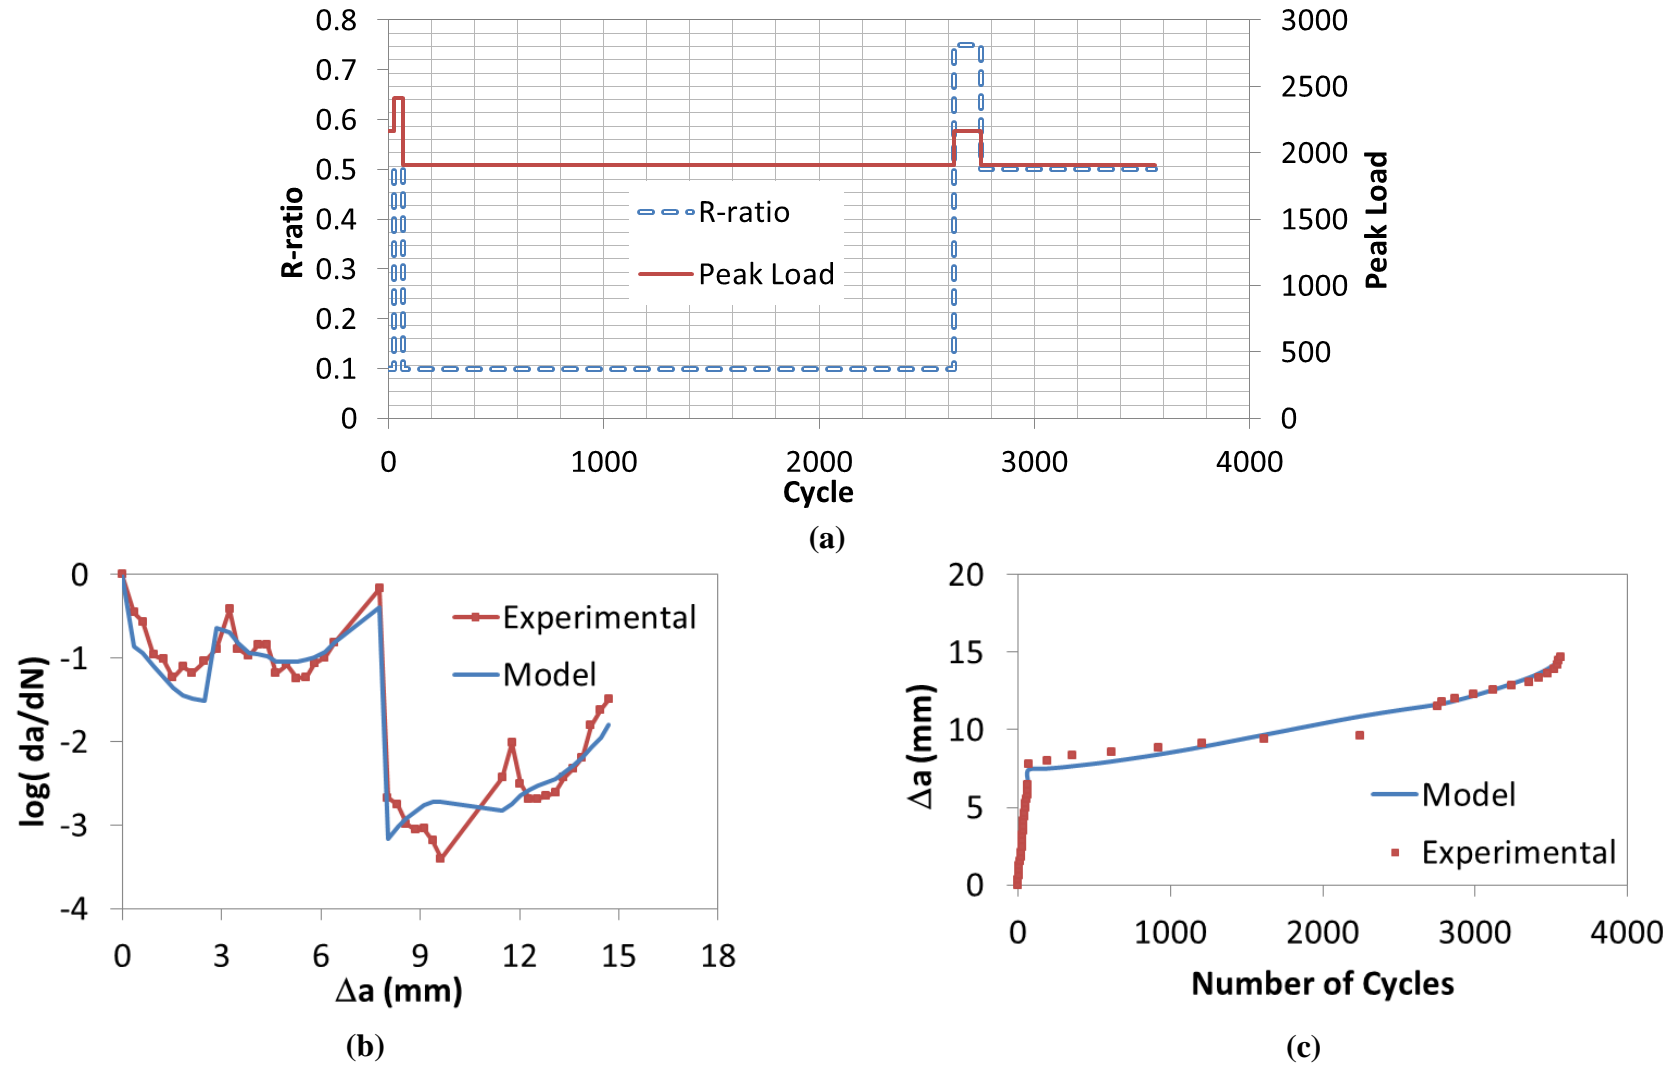 0.8
0.7
0.6
0.5
0.4
0.3
0.2
0.1
0
R-ratio
R-ratio
Peak Load
3000
2500
2000
1500
1000
500
0
Peak Load
0 1000 2000 3000 4000
Cycle
(a)
0
-1
-2
-3
-4
log( da/dN)
Experimental
Model
0 3 6 9 12 15 18
Δa (mm)
(b)
20
15
10
5
0
Δa (mm)
Model
Experimental
0 1000 2000 3000 4000
Number of Cycles
(c)